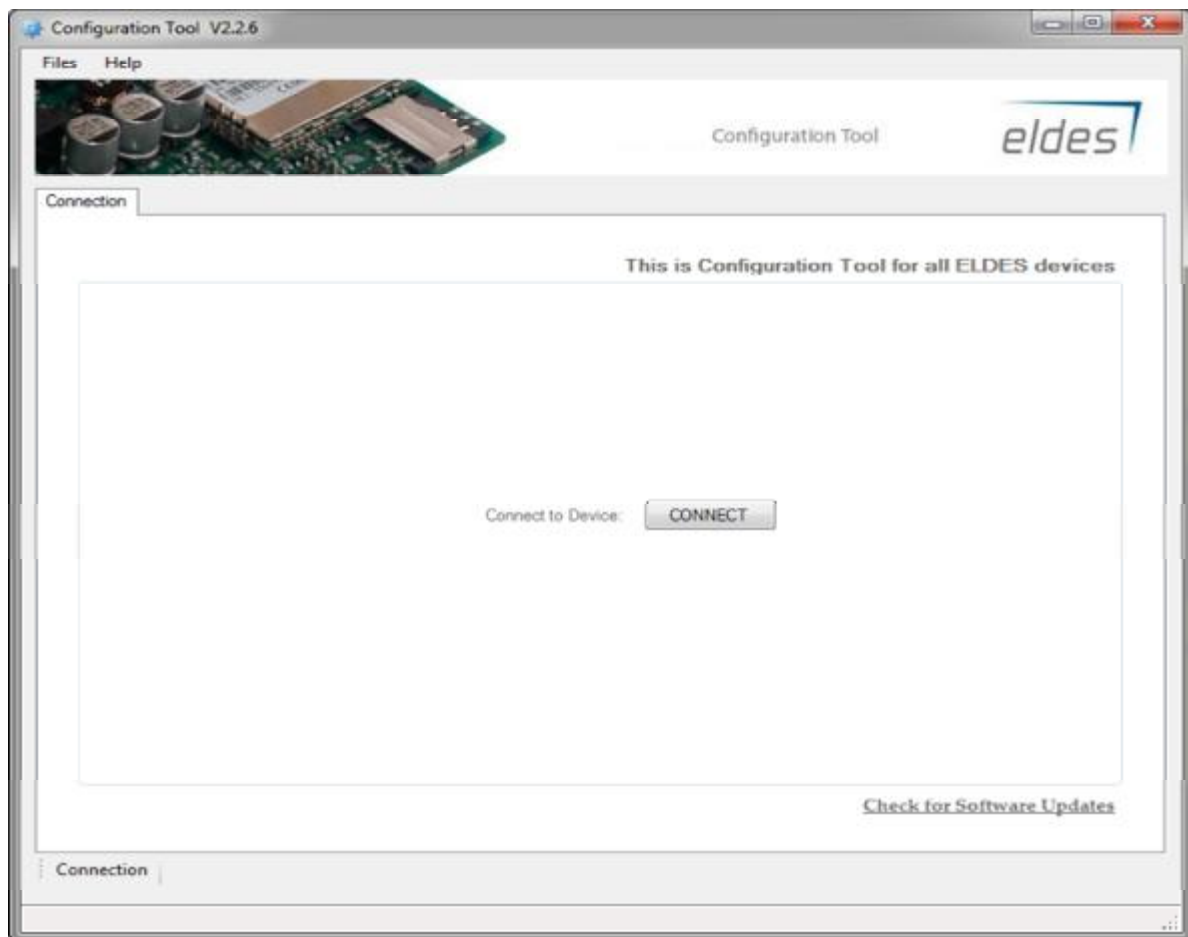 Configuration Tool V2.2.6
Files Help
Configuration Tool
eldes
Connection
This is Configuration Tool for all ELDES devices
Connect to Device: CONNECT
Check for Software Updates
Connection